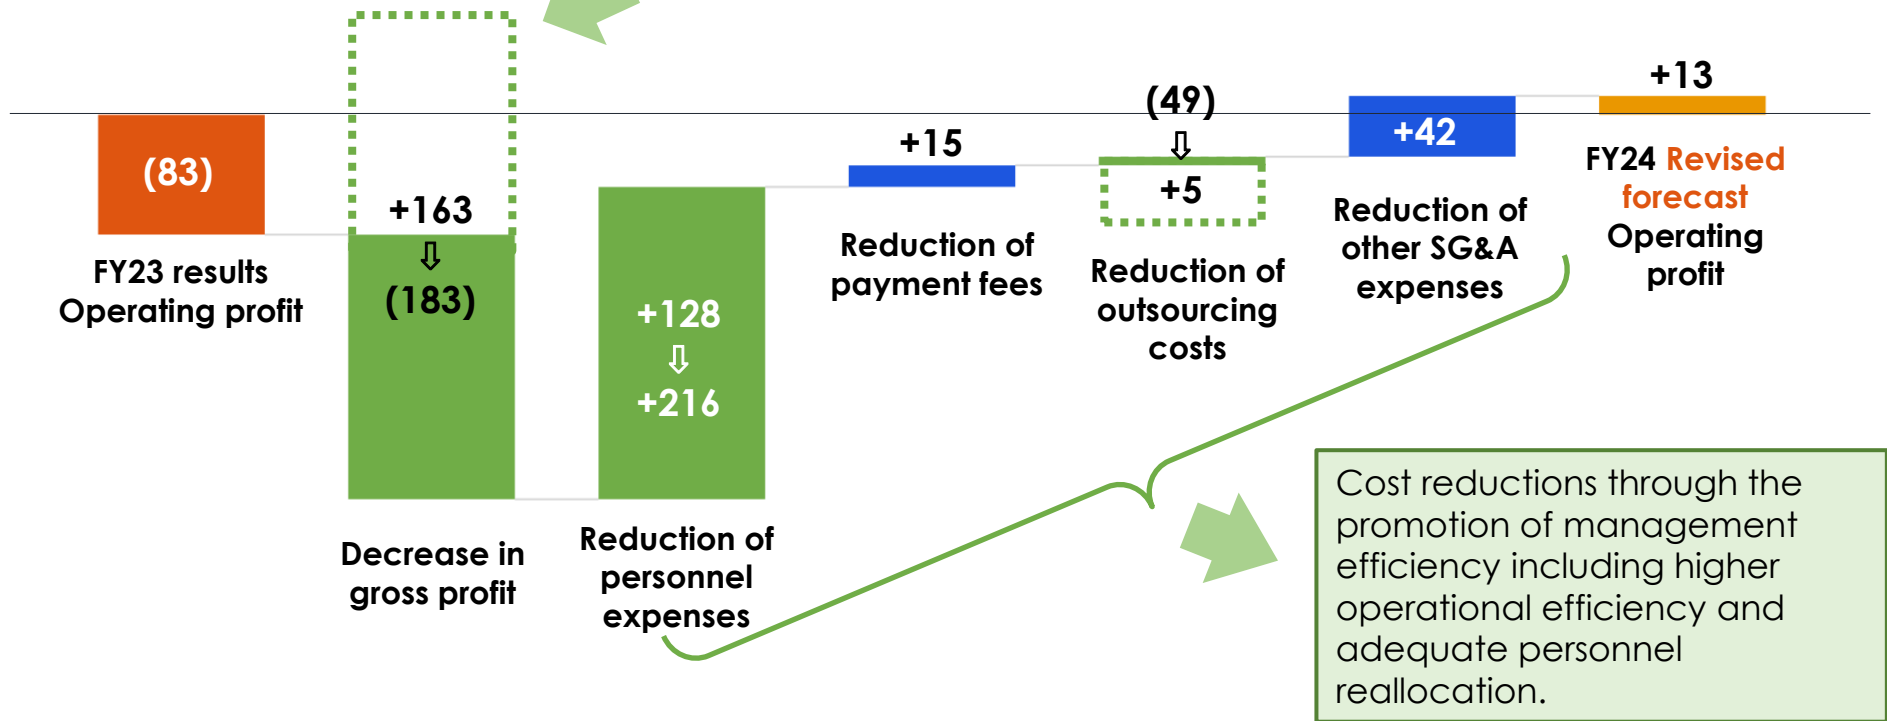 (83)
FY23 results
Operating profit
+163
⇩
(183)
Decrease in
gross profit
+128
⇩
+216
Reduction of
personnel
expenses
+15
Reduction of
payment fees
(49)
⇩
+5
Reduction of
outsourcing
costs
+42
Reduction of
other SG&A
expenses
+13
FY24 Revised
forecast
Operating
profit
Cost reductions through the
promotion of management
efficiency including higher
operational efficiency and
adequate personnel
reallocation.